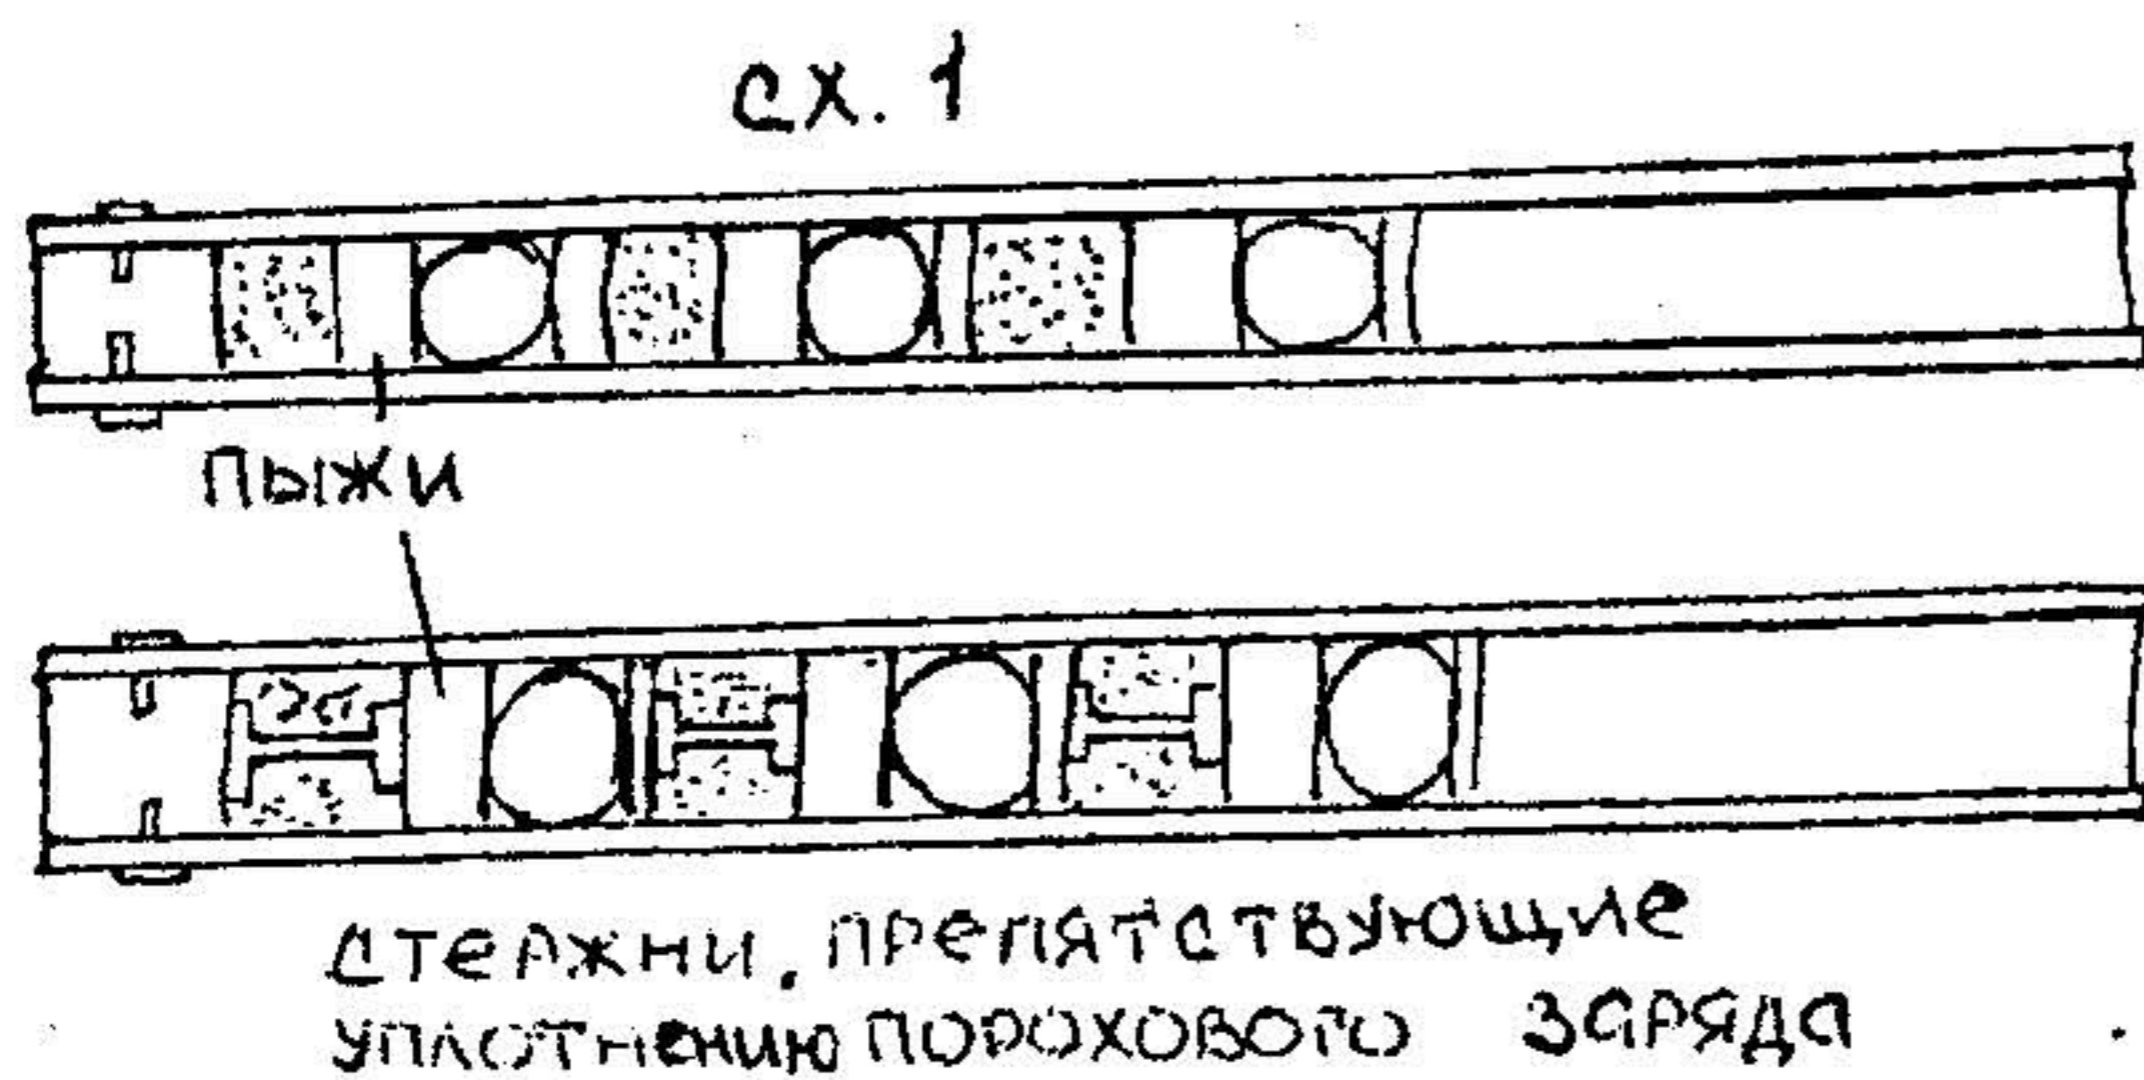 сх. 1
Пыжи
Стержни, препятствующие
уплотнению порохового заряда